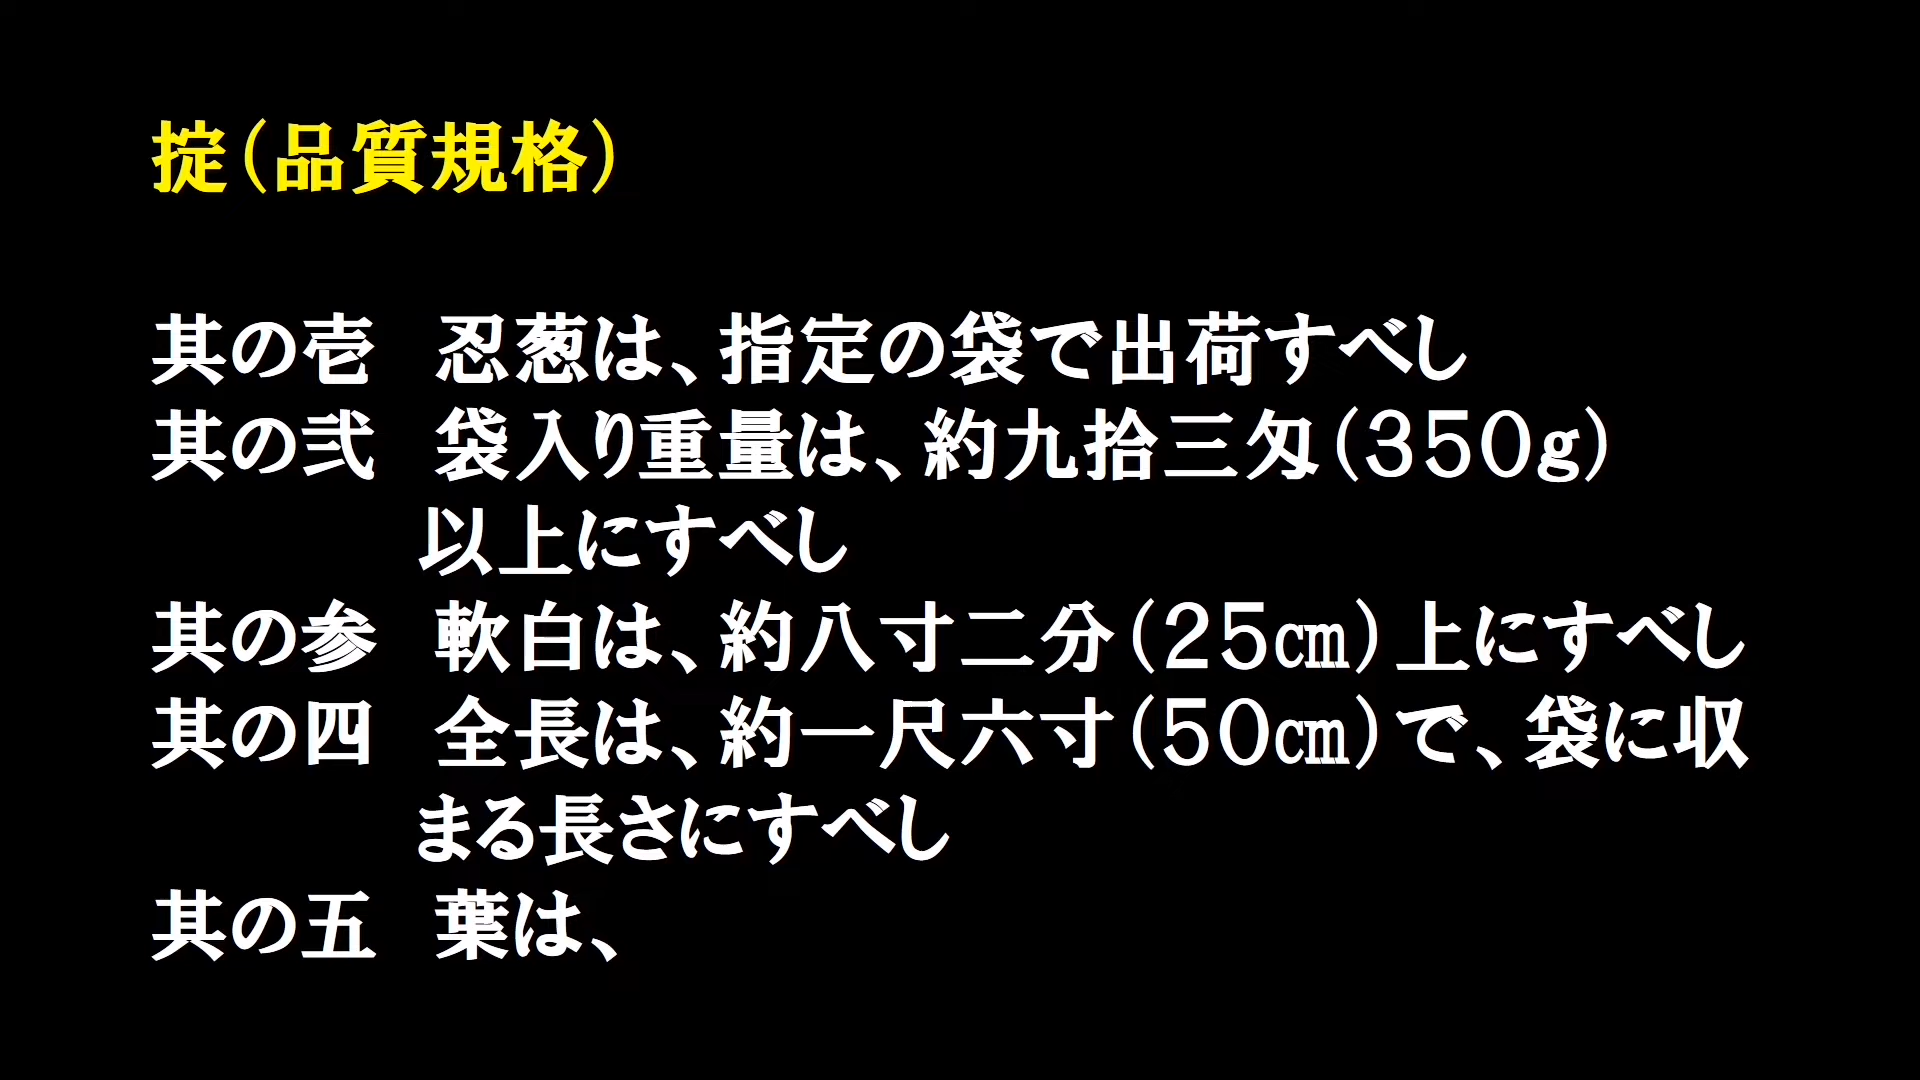 掟（品質規格）
其の壱　忍葱は、指定の袋で出荷すべし
其の弐　袋入り重量は、約九拾三匁（350g）
以上にすべし
其の参　軟白は、約八寸二分（25㎝）上にすべし
其の四　全長は、約一尺六寸（50㎝）で、袋に収
まる長さにすべし
其の五　葉は、